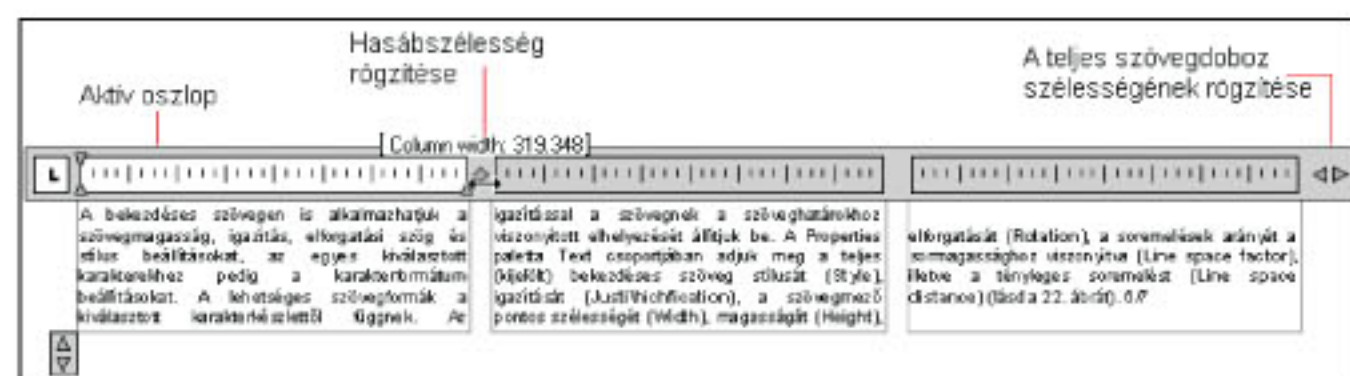 Hasábszélesség
rögzítése
A teljes szövegdoboz
szélességének rögzítése
Aktív oszlop
[ Column width: 319.348]
L
A bekezdéses szövegen is alkalmazhatjuk a
szövegmagasság, igazítás, elforgatási szög és
stílus beállításokat, az egyes kiválasztott
karakterekhez pedig a karakterformátum
beállításokat. A lehetséges szövegformák a
kiválasztott karakterkészlettől függnek. Az
igazítással a szövegnek a szöveghatárokhoz
viszonyított elhelyezését állítjuk be. A Properties
paletta Text csoportjában adjuk meg a teljes
(kijelölt) bekezdéses szöveg stílusát (Style),
igazítását, a szövegmező
pontos szélességét (Width), magasságát (Height),
elforgatását (Rotation), a soremelések arányát a
sormagassághoz viszonyítva (Line space factor),
illetve a tényleges soremelést (Line space
distance) (lásd a 22. ábrát).